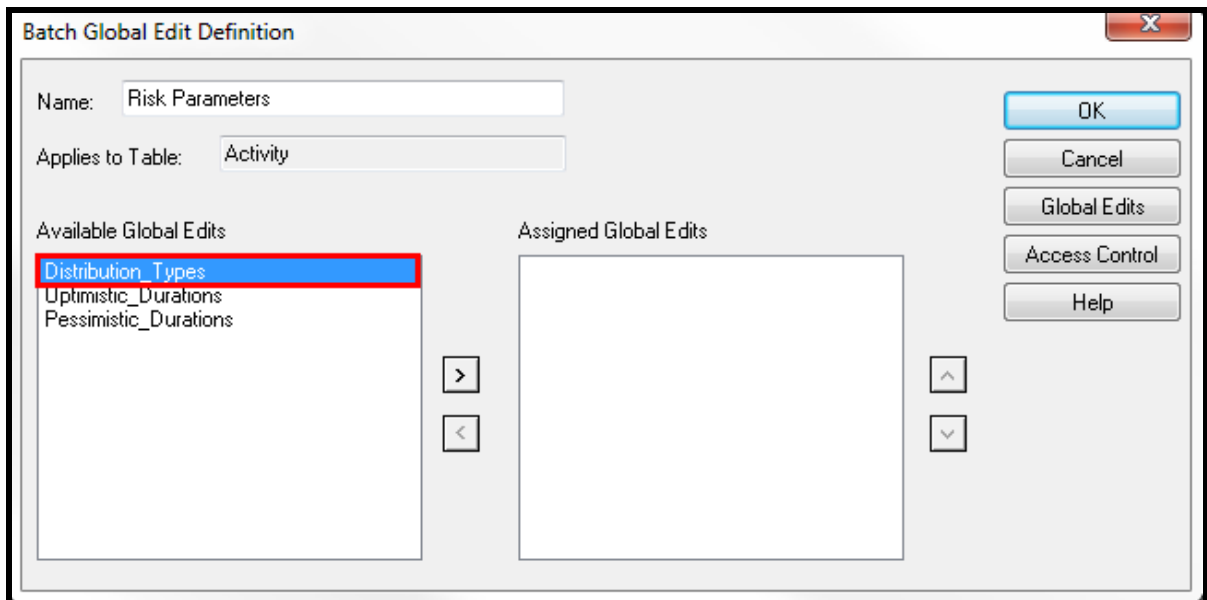 Batch Global Edit Definition
Name: Risk Parameters
OK
Applies to Table: Activity
Cancel
Global Edits
Available Global Edits
Assigned Global Edits
Access Control
Distribution_Types
Optimistic_Durations
Help
Pessimistic_Durations
>
<